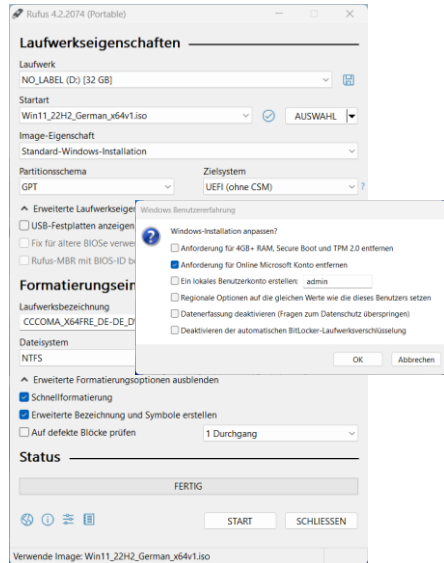 Rufus 4.2.2074 (Portable)
Laufwerkseigenschaften
Laufwerk
NO_LABEL (D:) [32 GB]
Startart
Win11_22H2_German_x64v1.iso
AUSWAHL
Image-Eigenschaft
Standard-Windows-Installation
Partitionsschema
Zielsystem
GPT
UEFI (ohne CSM)
?
Erweiterte Laufwerkseiger
USB-Festplatten anzeigen
Fix für ältere BIOSe verwer
Rufus-MBR mit BIOS-ID b
Formatierungsein
Laufwerksbezeichnung
CCCOMA_X64FRE_DE-DE_D
Dateisystem
NTFS
Erweiterte Formatierungsoptionen ausblenden
Schnellformatierung
Erweiterte Bezeichnung und Symbole erstellen
Auf defekte Blöcke prüfen
1 Durchgang
Status
FERTIG
START
SCHLIESSEN
Verwende Image: Win11_22H2_German_x64v1.iso
Windows Benutzererfahrung
Windows-Installation anpassen?
Anforderung für 4GB+ RAM, Secure Boot und TPM 2.0 entfernen
Anforderung für Online Microsoft Konto entfernen
Ein lokales Benutzerkonto erstellen:
admin
Regionale Optionen auf die gleichen Werte wie die dieses Benutzers setzen
Datenerfassung deaktivieren (Fragen zum Datenschutz überspringen)
Deaktivieren der automatischen BitLocker-Laufwerksverschlüsselung
OK
Abbrechen